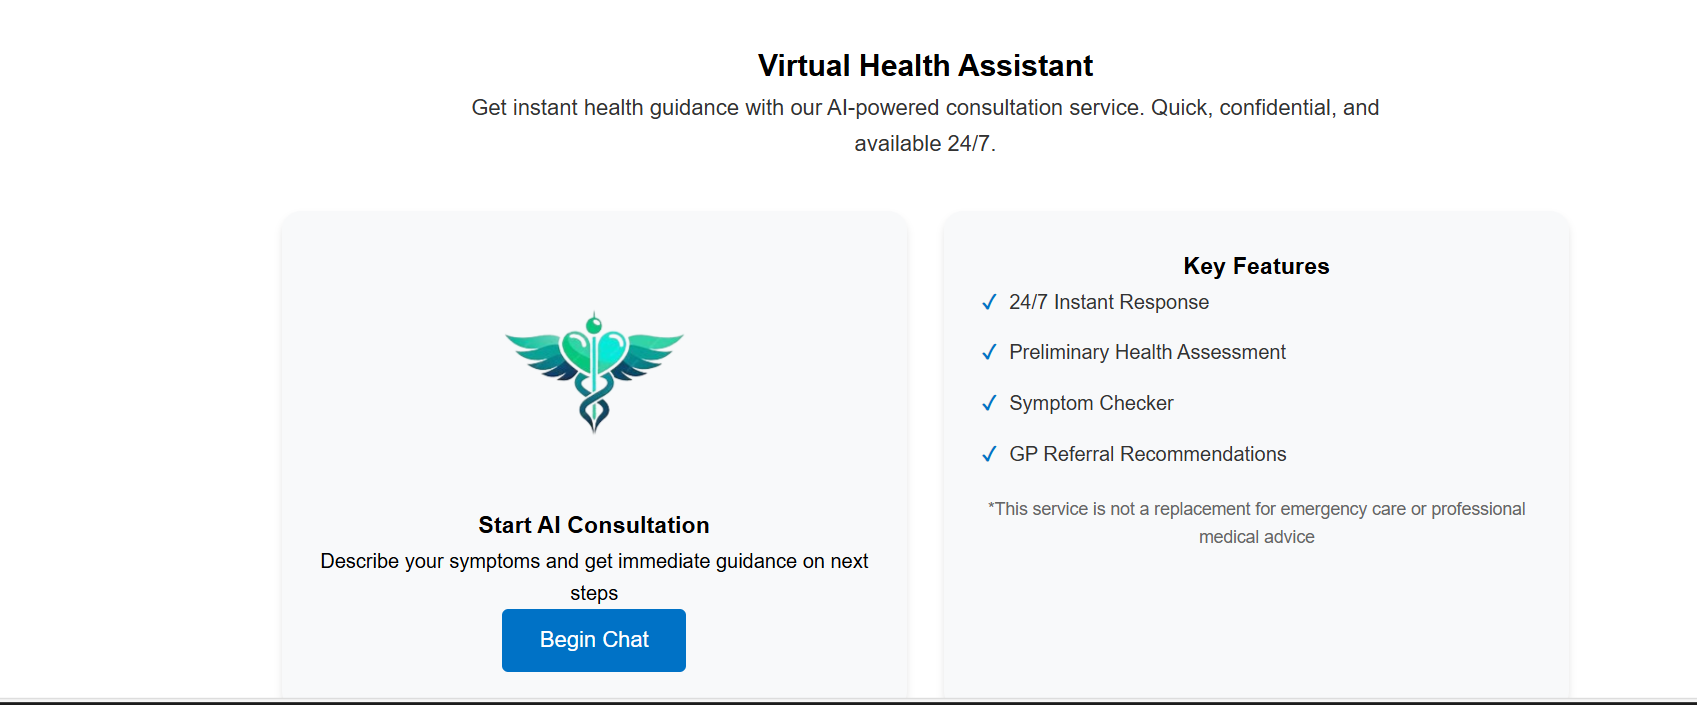 Virtual Health Assistant
Get instant health guidance with our AI-powered consultation service. Quick, confidential, and
available 24/7.
Start AI Consultation
Describe your symptoms and get immediate guidance on next
steps
Begin Chat
Key Features
✓ 24/7 Instant Response
✓ Preliminary Health Assessment
✓ Symptom Checker
✓ GP Referral Recommendations
*This service is not a replacement for emergency care or professional
medical advice